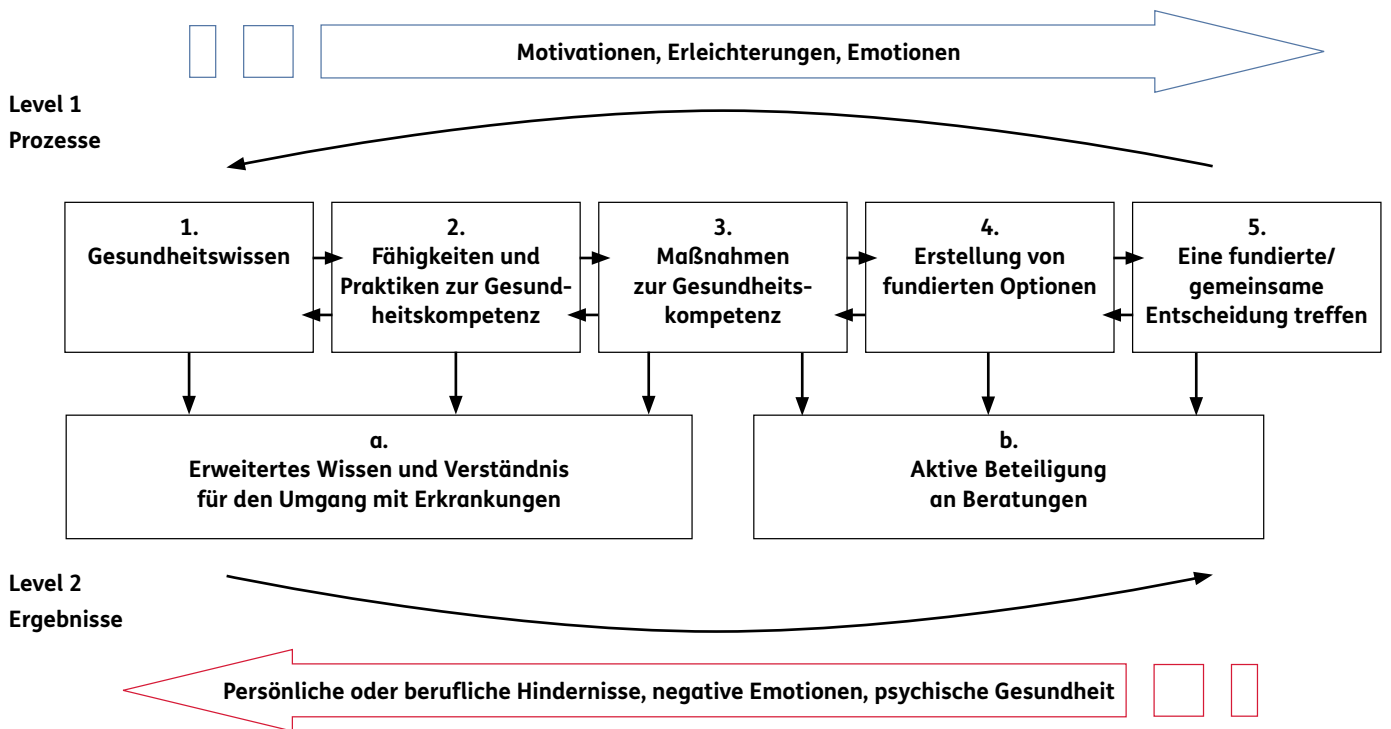 Motivationen, Erleichterungen, Emotionen
Level 1
Prozesse
1.
Gesundheitswissen
2.
Fähigkeiten und
Praktiken zur Gesund-
heitskompetenz
3.
Maßnahmen
zur Gesundheits-
kompetenz
4.
Erstellung von
fundierten Optionen
5.
Eine fundierte/
gemeinsame
Entscheidung treffen
a.
Erweitertes Wissen und Verständnis
für den Umgang mit Erkrankungen
b.
Aktive Beteiligung
an Beratungen
Level 2
Ergebnisse
Persönliche oder berufliche Hindernisse, negative Emotionen, psychische Gesundheit